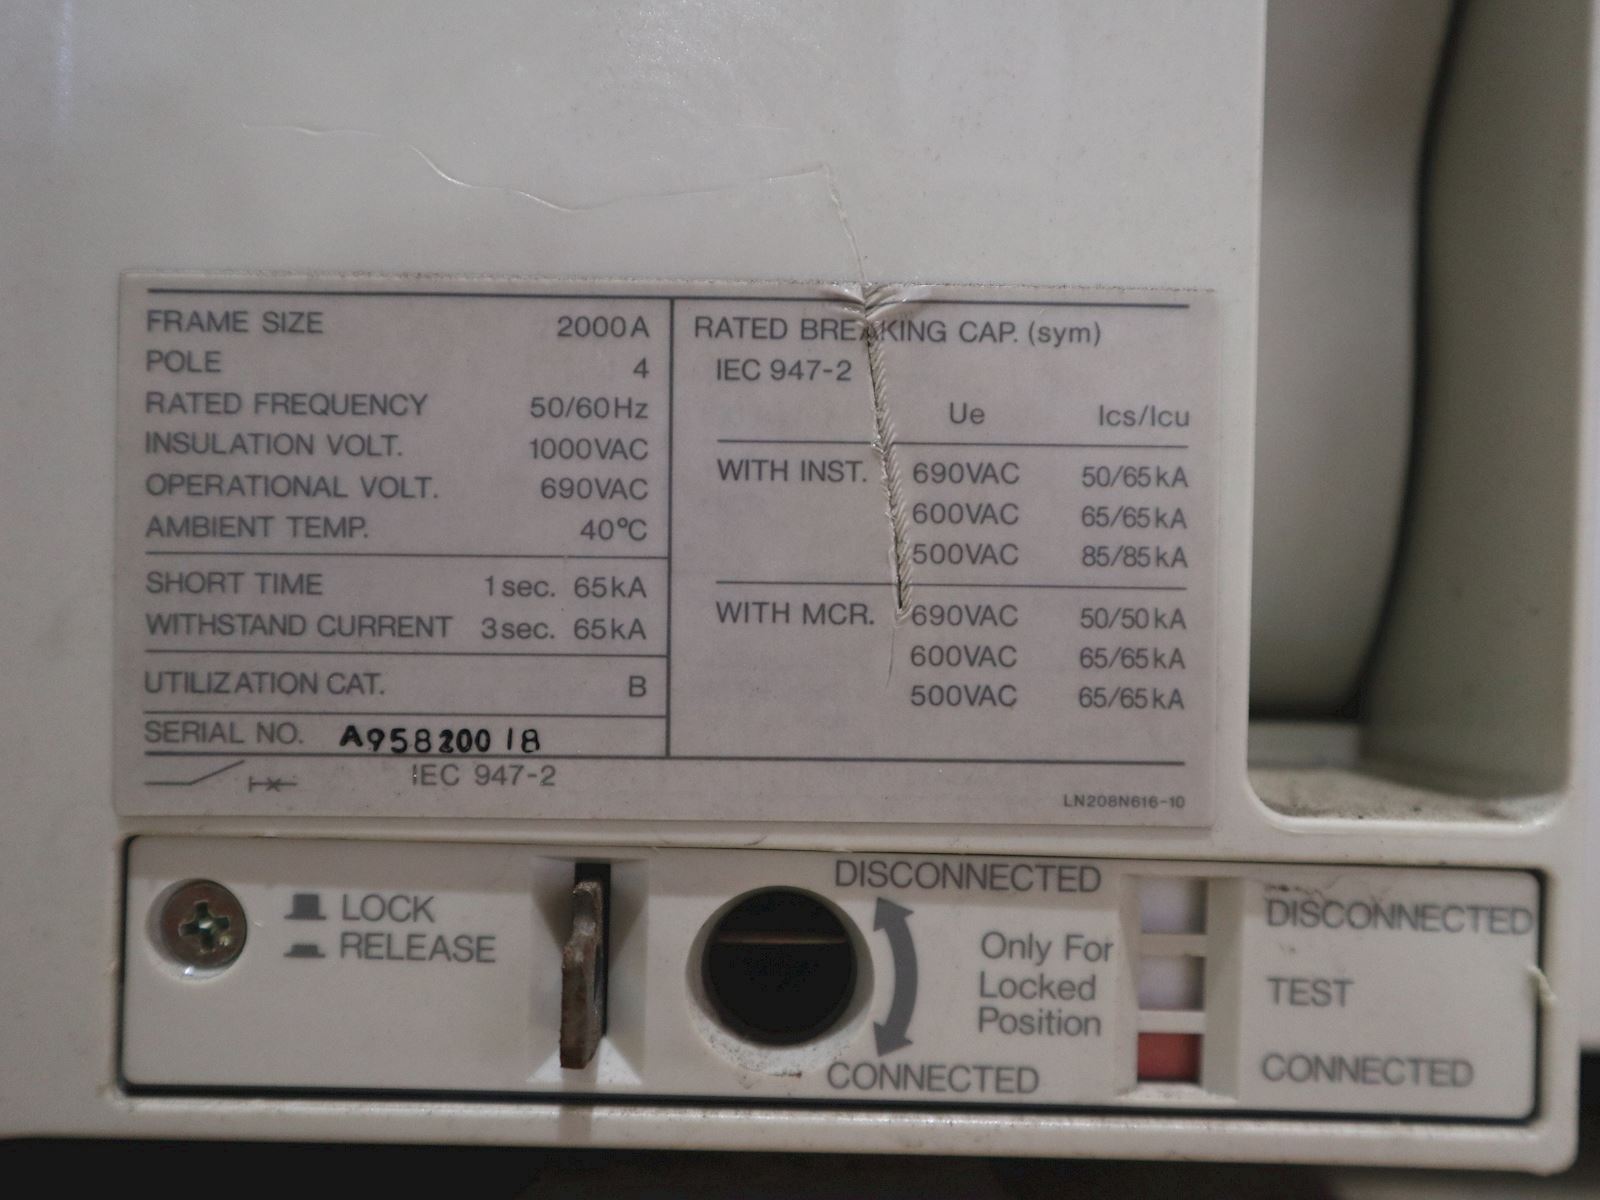 FRAME SIZE 2000A
POLE 4
RATED FREQUENCY 50/60Hz
INSULATION VOLT. 1000VAC
OPERATIONAL VOLT. 690VAC
AMBIENT TEMP. 40°C
SHORT TIME 1sec. 65kA
WITHSTAND CURRENT 3sec. 65kA
UTILIZATION CAT. B
SERIAL NO. A95820018
IEC 947-2
RATED BREAKING CAP. (sym)
IEC 947-2
Ue Ics/Icu
WITH INST. 690VAC 50/65kA
600VAC 65/65kA
500VAC 85/85kA
WITH MCR. 690VAC 50/50kA
600VAC 65/65kA
500VAC 65/65kA
LN208N616-10
LOCK
RELEASE
DISCONNECTED
Only For
Locked
Position
CONNECTED
DISCONNECTED
TEST
CONNECTED